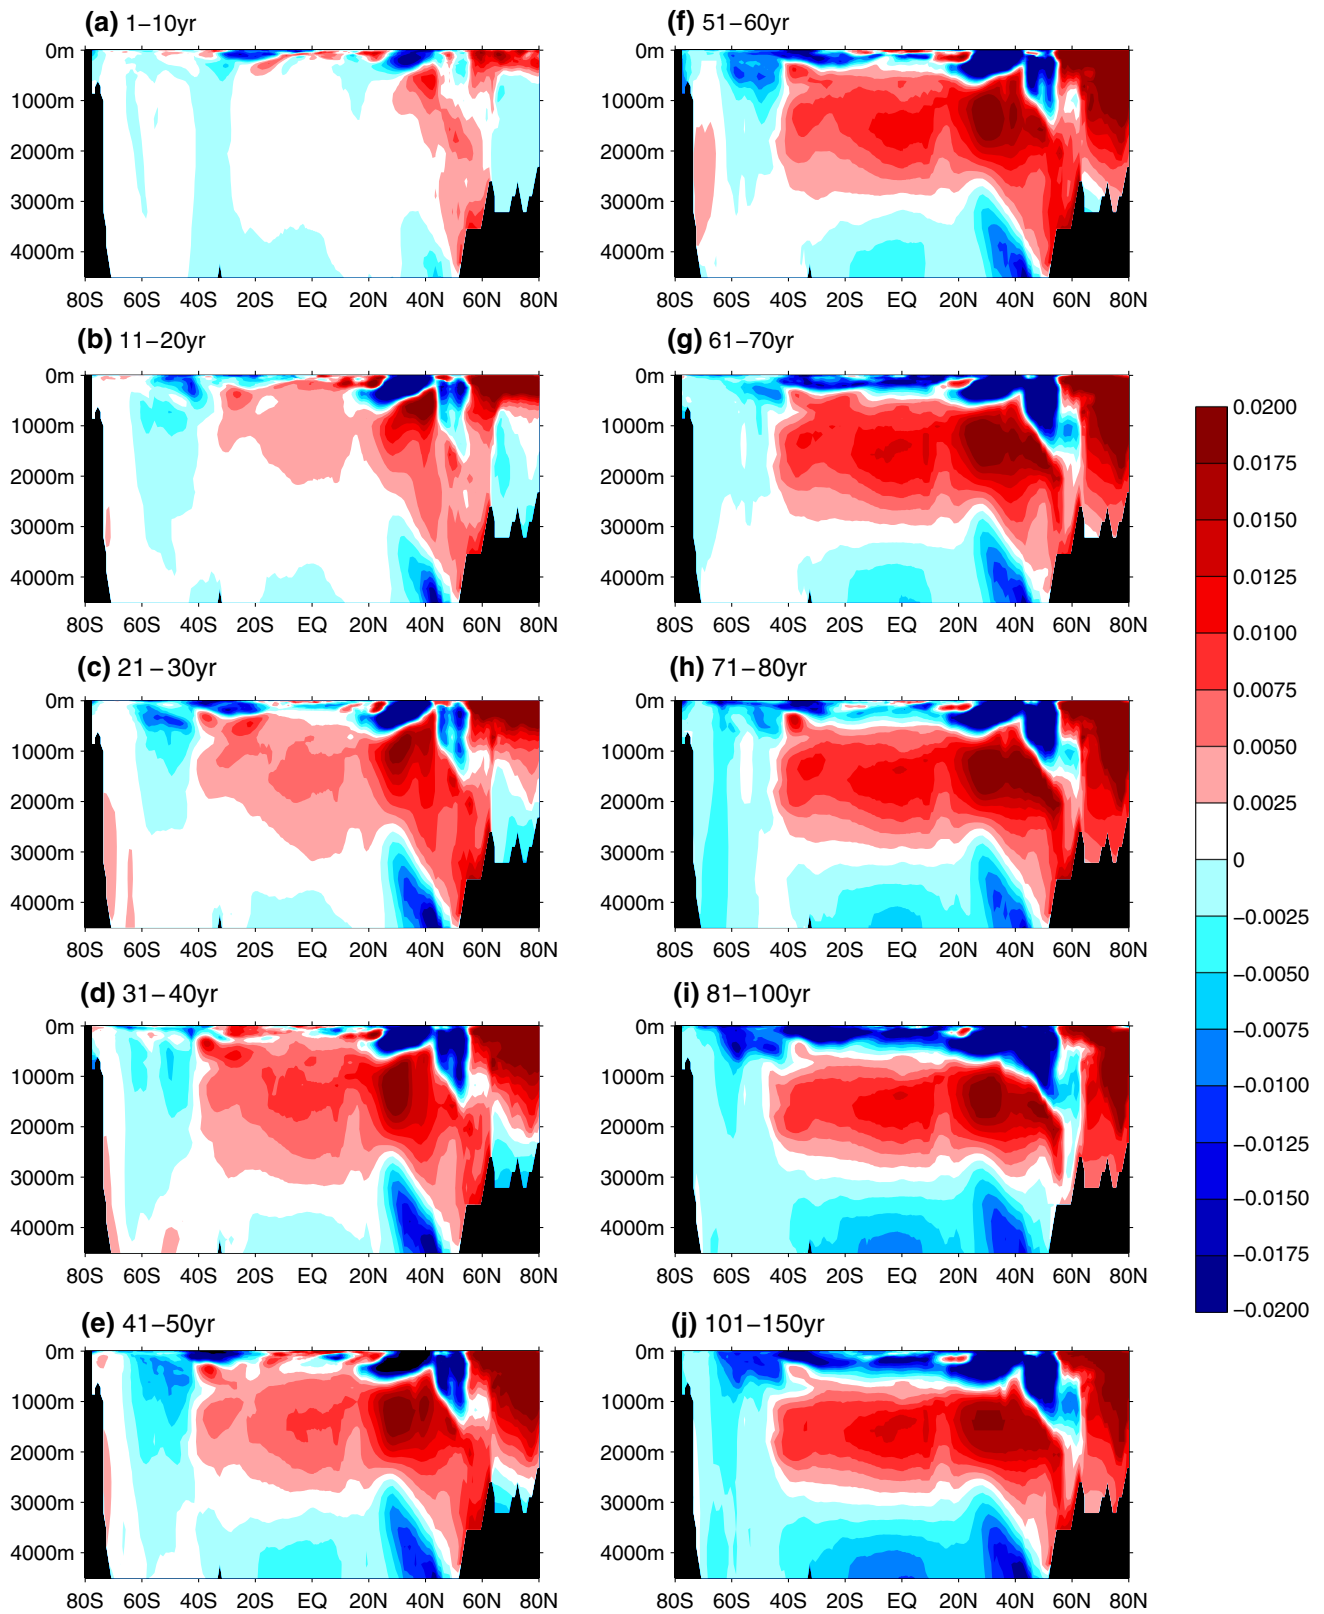 (a) 1–10yr
0m
1000m
2000m
3000m
4000m
80S 60S 40S 20S EQ 20N 40N 60N 80N
(b) 11–20yr
0m
1000m
2000m
3000m
4000m
80S 60S 40S 20S EQ 20N 40N 60N 80N
(c) 21–30yr
0m
1000m
2000m
3000m
4000m
80S 60S 40S 20S EQ 20N 40N 60N 80N
(d) 31–40yr
0m
1000m
2000m
3000m
4000m
80S 60S 40S 20S EQ 20N 40N 60N 80N
(e) 41–50yr
0m
1000m
2000m
3000m
4000m
80S 60S 40S 20S EQ 20N 40N 60N 80N
(f) 51–60yr
0m
1000m
2000m
3000m
4000m
80S 60S 40S 20S EQ 20N 40N 60N 80N
(g) 61–70yr
0m
1000m
2000m
3000m
4000m
80S 60S 40S 20S EQ 20N 40N 60N 80N
(h) 71–80yr
0m
1000m
2000m
3000m
4000m
80S 60S 40S 20S EQ 20N 40N 60N 80N
(i) 81–100yr
0m
1000m
2000m
3000m
4000m
80S 60S 40S 20S EQ 20N 40N 60N 80N
(j) 101–150yr
0m
1000m
2000m
3000m
4000m
80S 60S 40S 20S EQ 20N 40N 60N 80N
0.0200
0.0175
0.0150
0.0125
0.0100
0.0075
0.0050
0.0025
0
−0.0025
−0.0050
−0.0075
−0.0100
−0.0125
−0.0150
−0.0175
−0.0200